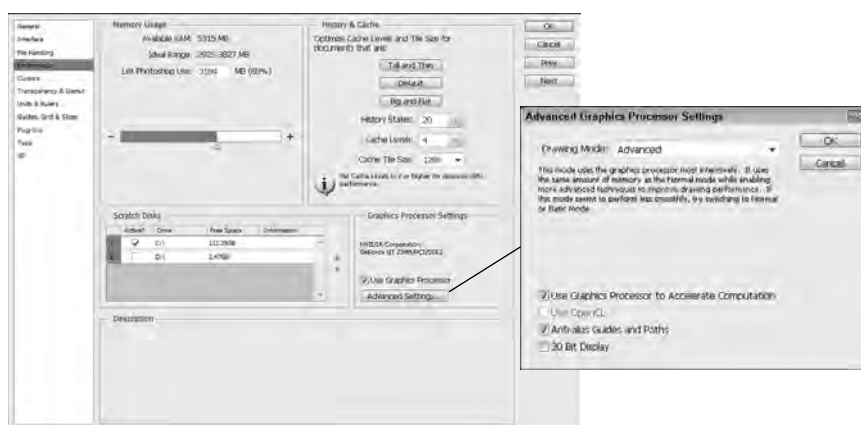 General
Interface
File Handling
Performance
Cursors
Transparency & Gamut
Units & Rulers
Guides, Grid & Slices
Plug-Ins
Type
3D
Memory Usage
Available RAM: 5315 MB
Ideal Range: 2923-3827 MB
Let Photoshop Use: 3189 MB (60%)
- +
History & Cache
Optimize Cache Levels and Tile Size for
documents that are:
Tall and Thin
Default
Big and Flat
History States: 20
Cache Levels: 4
Cache Tile Size: 128K
Set Cache Levels to 2 or higher for optimum GPU
performance.
OK
Cancel
Prev
Next
Scratch Disks
Active? Drive Free Space Information
C:\
D:\
Graphics Processor Settings
NVIDIA Corporation
Use Graphics Processor
Advanced Settings...
Description
Advanced Graphics Processor Settings
Drawing Mode: Advanced
OK
Cancel
This mode uses the graphics processor most intensively. It uses
the same amount of memory as the Normal mode while enabling
more advanced techniques to improve drawing performance. If
this mode seems to perform less smoothly, try switching to Normal
or Basic mode.
Use Graphics Processor to Accelerate Computation
Use OpenCL
Anti-alias Guides and Paths
30 Bit Display